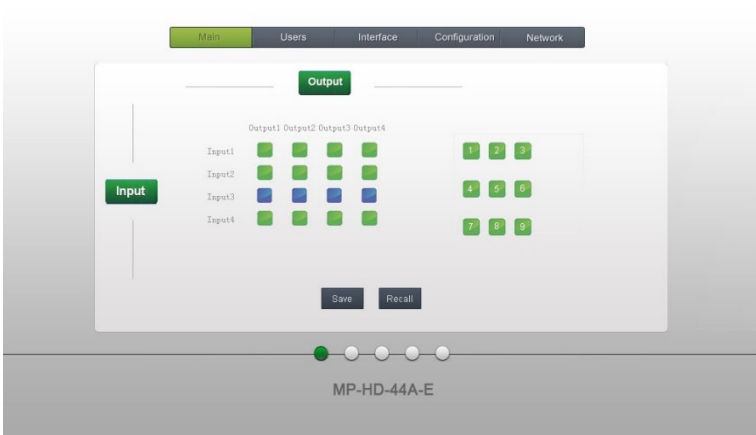 Main Users Interface Configuration Network
Output
Output1 Output2 Output3 Output4
Input1
Input2
Input3
Input4
Input
1 2 3
4 5 6
7 8 9
Save Recall
MP-HD-44A-E